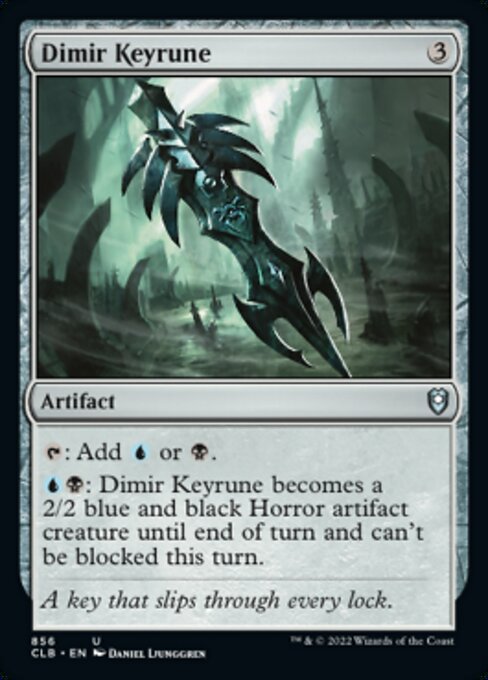 Dimir Keyrune 3
Artifact
: Add or .
: Dimir Keyrune becomes a
2/2 blue and black Horror artifact
creature until end of turn and can't
be blocked this turn.
A key that slips through every lock.
856 U
CLB • EN Daniel Ljunggren
™ & © 2022 Wizards of the Coast